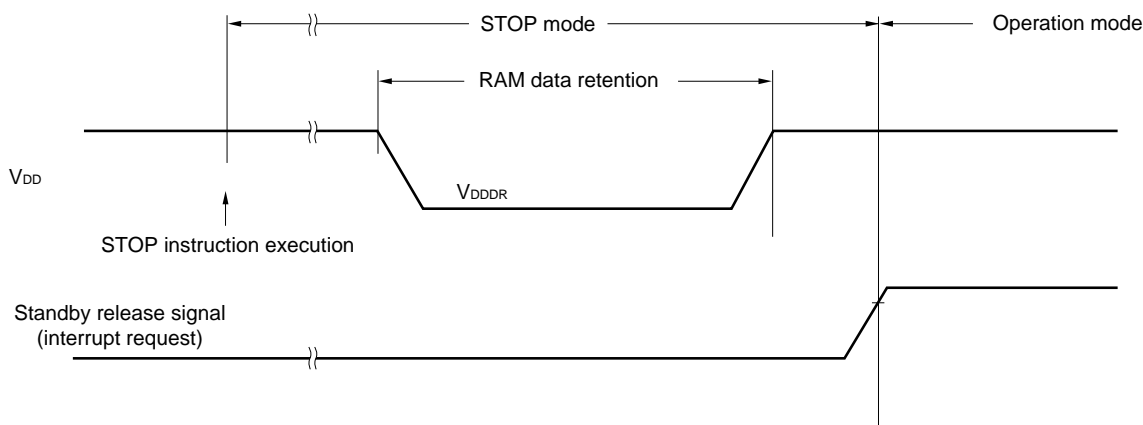 STOP mode
Operation mode
RAM data retention
VDD
VDDDR
STOP instruction execution
Standby release signal
(interrupt request)